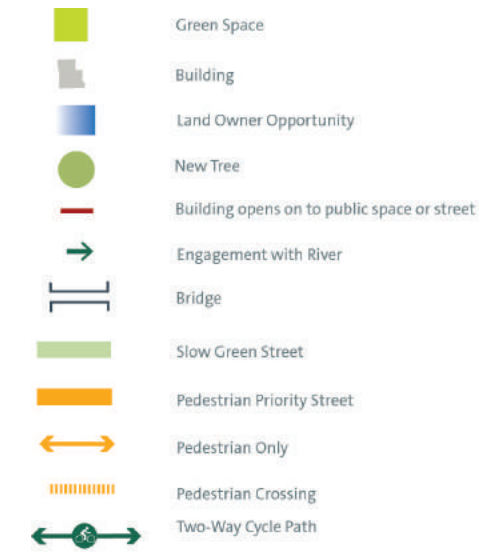 Green Space
Building
Land Owner Opportunity
New Tree
Building opens on to public space or street
Engagement with River
Bridge
Slow Green Street
Pedestrian Priority Street
Pedestrian Only
Pedestrian Crossing
Two-Way Cycle Path